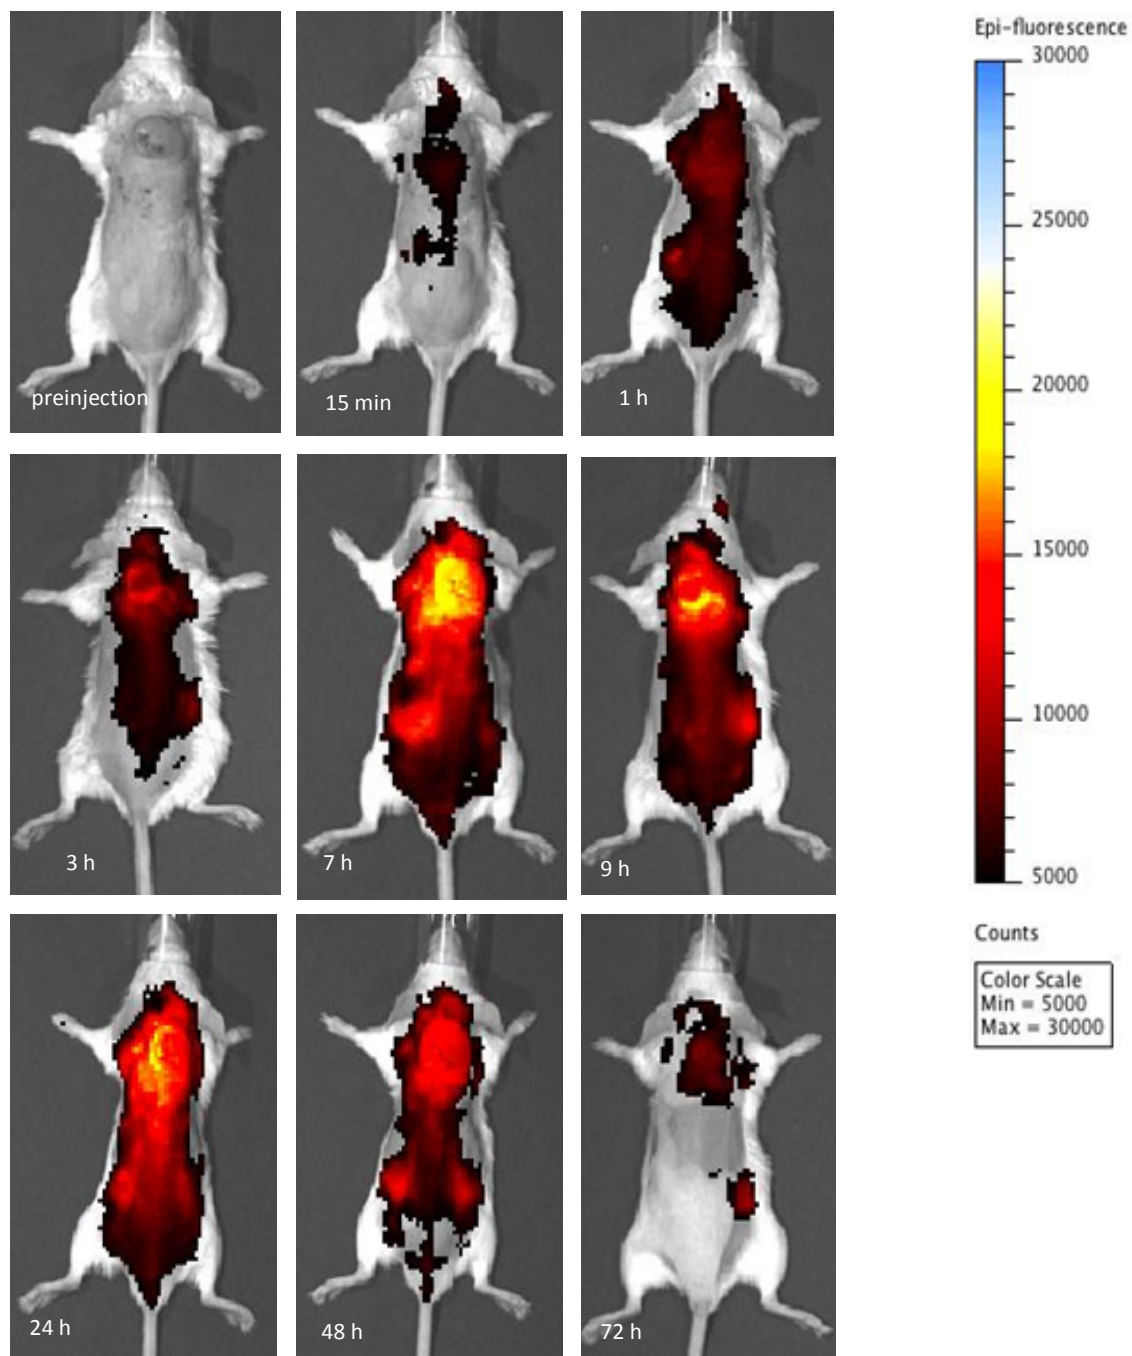 Epi-fluorescence
30000
25000
20000
15000
10000
5000
Counts
Color Scale
Min = 5000
Max = 30000
preinjection
15 min
1 h
3 h
7 h
9 h
24 h
48 h
72 h